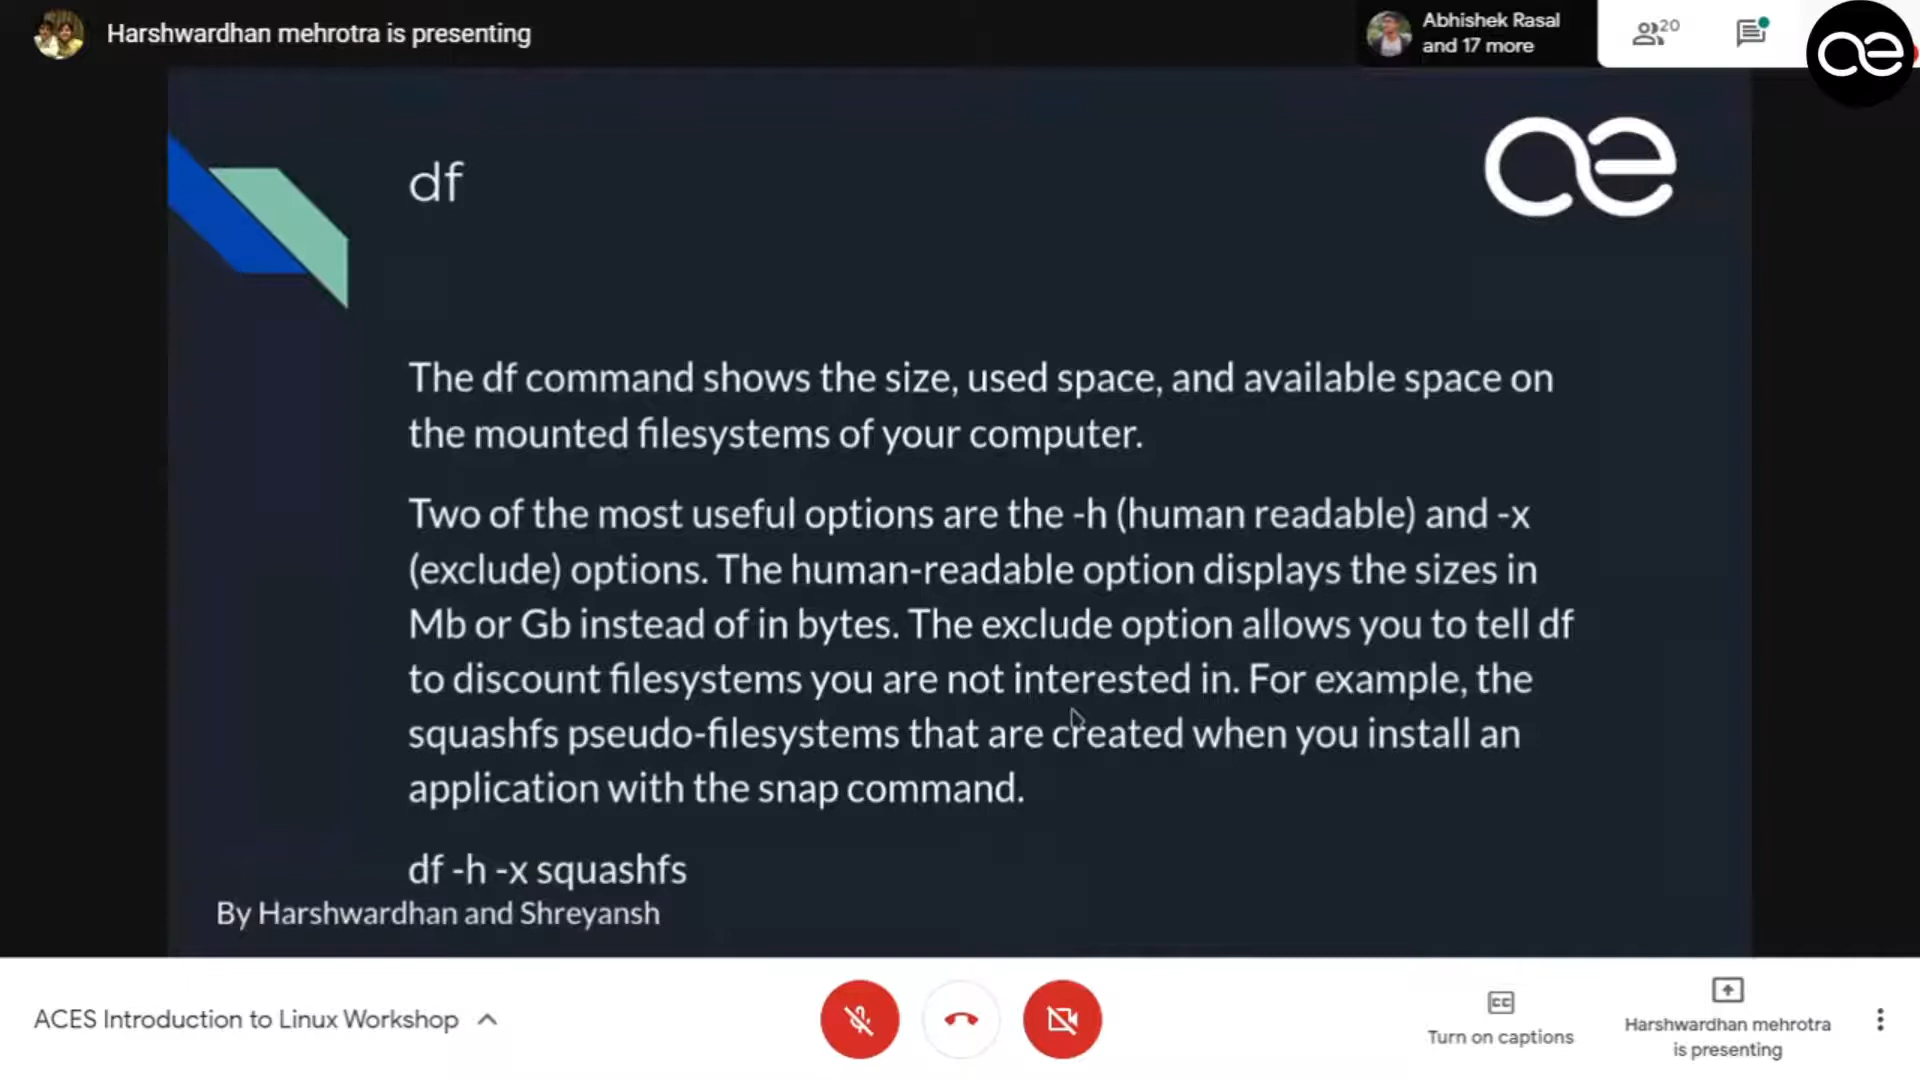 Harshwardhan mehrotra is presenting
Abhishek Rasal
and 17 more
20
df
The df command shows the size, used space, and available space on
the mounted filesystems of your computer.
Two of the most useful options are the -h (human readable) and -x
(exclude) options. The human-readable option displays the sizes in
Mb or Gb instead of in bytes. The exclude option allows you to tell df
to discount filesystems you are not interested in. For example, the
squashfs pseudo-filesystems that are created when you install an
application with the snap command.
df -h -x squashfs
By Harshwardhan and Shreyansh
ACES Introduction to Linux Workshop
CC
Turn on captions
Harshwardhan mehrotra
is presenting